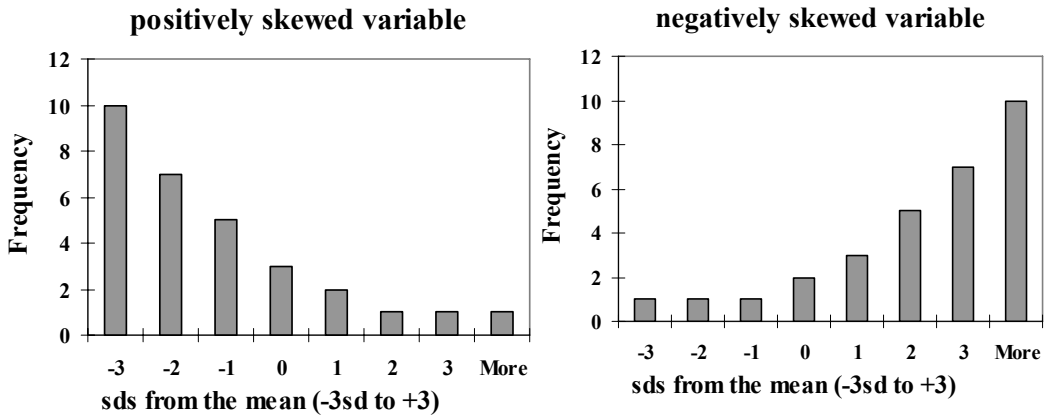 positively skewed variable
12
10
8
6
4
2
0
Frequency
-3 -2 -1 0 1 2 3 More
sds from the mean (-3sd to +3)
negatively skewed variable
12
10
8
6
4
2
0
Frequency
-3 -2 -1 0 1 2 3 More
sds from the mean (-3sd to +3)